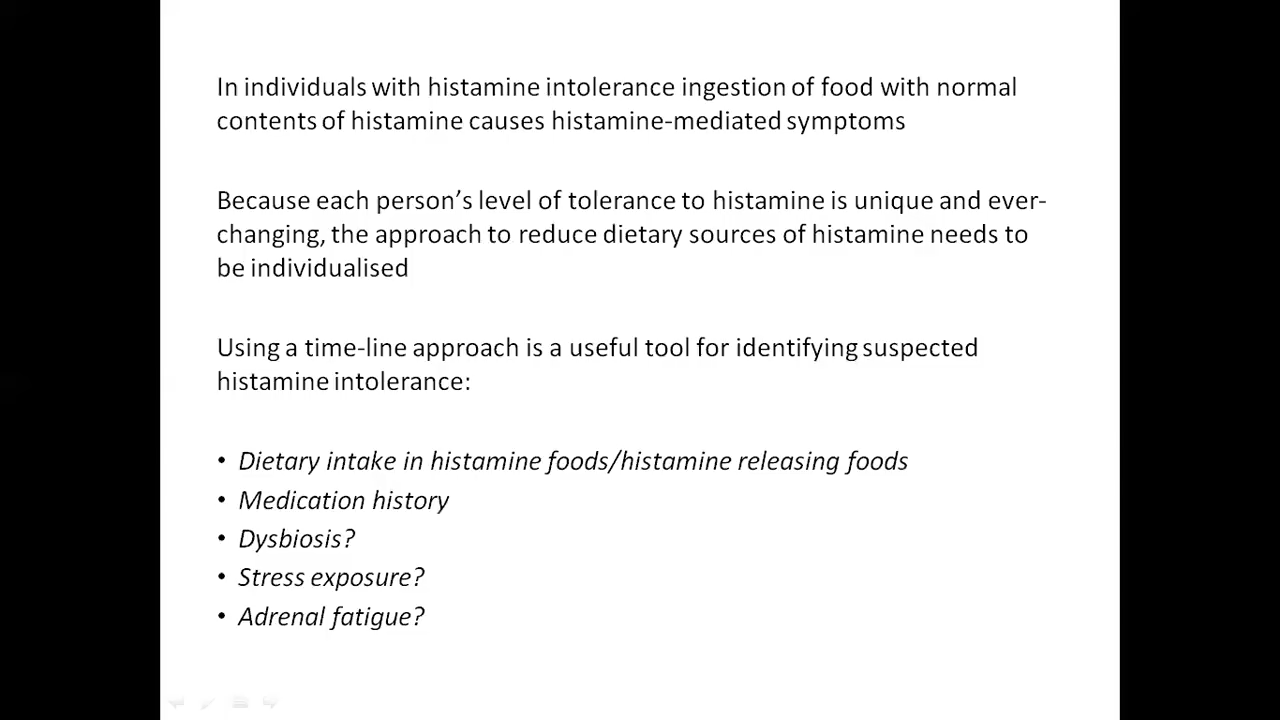 In individuals with histamine intolerance ingestion of food with normal
contents of histamine causes histamine-mediated symptoms
Because each person’s level of tolerance to histamine is unique and ever-
changing, the approach to reduce dietary sources of histamine needs to
be individualised
Using a time-line approach is a useful tool for identifying suspected
histamine intolerance:
• Dietary intake in histamine foods/histamine releasing foods
• Medication history
• Dysbiosis?
• Stress exposure?
• Adrenal fatigue?